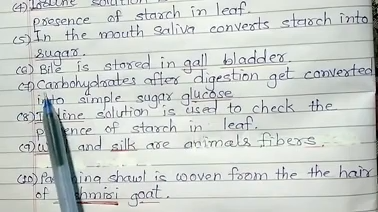 (4) Iodine solution
presence of starch in leaf.
(5) In the mouth saliva converts starch into
sugar.
(6) Bile is stored in gall bladder.
(7) Carbohydrates after digestion get converted
into simple sugar glucose
(8) solution is used to check the
of starch in leaf.
(9) and silk are animals fibers.
(10) shawl is woven from the the hair
of goat.